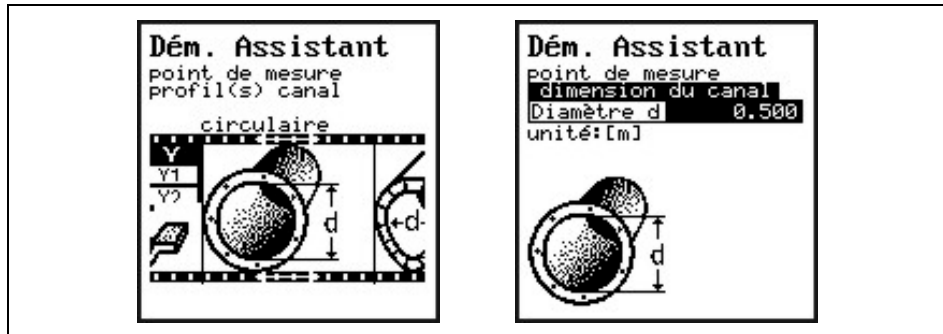 Dém. Assistant
point de mesure
profil(s) canal
circulaire
Y
Y1
Y2
d
d
Dém. Assistant
point de mesure
dimension du canal
Diamètre d 0.500
unité:[m]
d